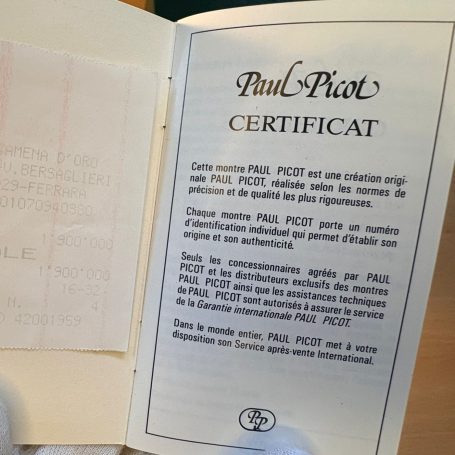 AMENA D'ORO
V. BERSAGLIERI
29-FERRARA
01070940380
1'900'000
LE
1'900'000
16-324
N. 4
42001959
Paul Picot
CERTIFICAT
Cette montre PAUL PICOT est une création origi-
nale PAUL PICOT, réalisée selon les normes de
précision et de qualité les plus rigoureuses.
Chaque montre PAUL PICOT porte un numéro
d'identification individuel qui permet d'établir son
origine et son authenticité.
Seuls les concessionnaires agréés par PAUL
PICOT et les distributeurs exclusifs des montres
PAUL PICOT ainsi que les assistances techniques
de PAUL PICOT sont autorisés à assurer le service
de la Garantie internationale PAUL PICOT.
Dans le monde entier, PAUL PICOT met à votre
disposition son Service après-vente International.
PP